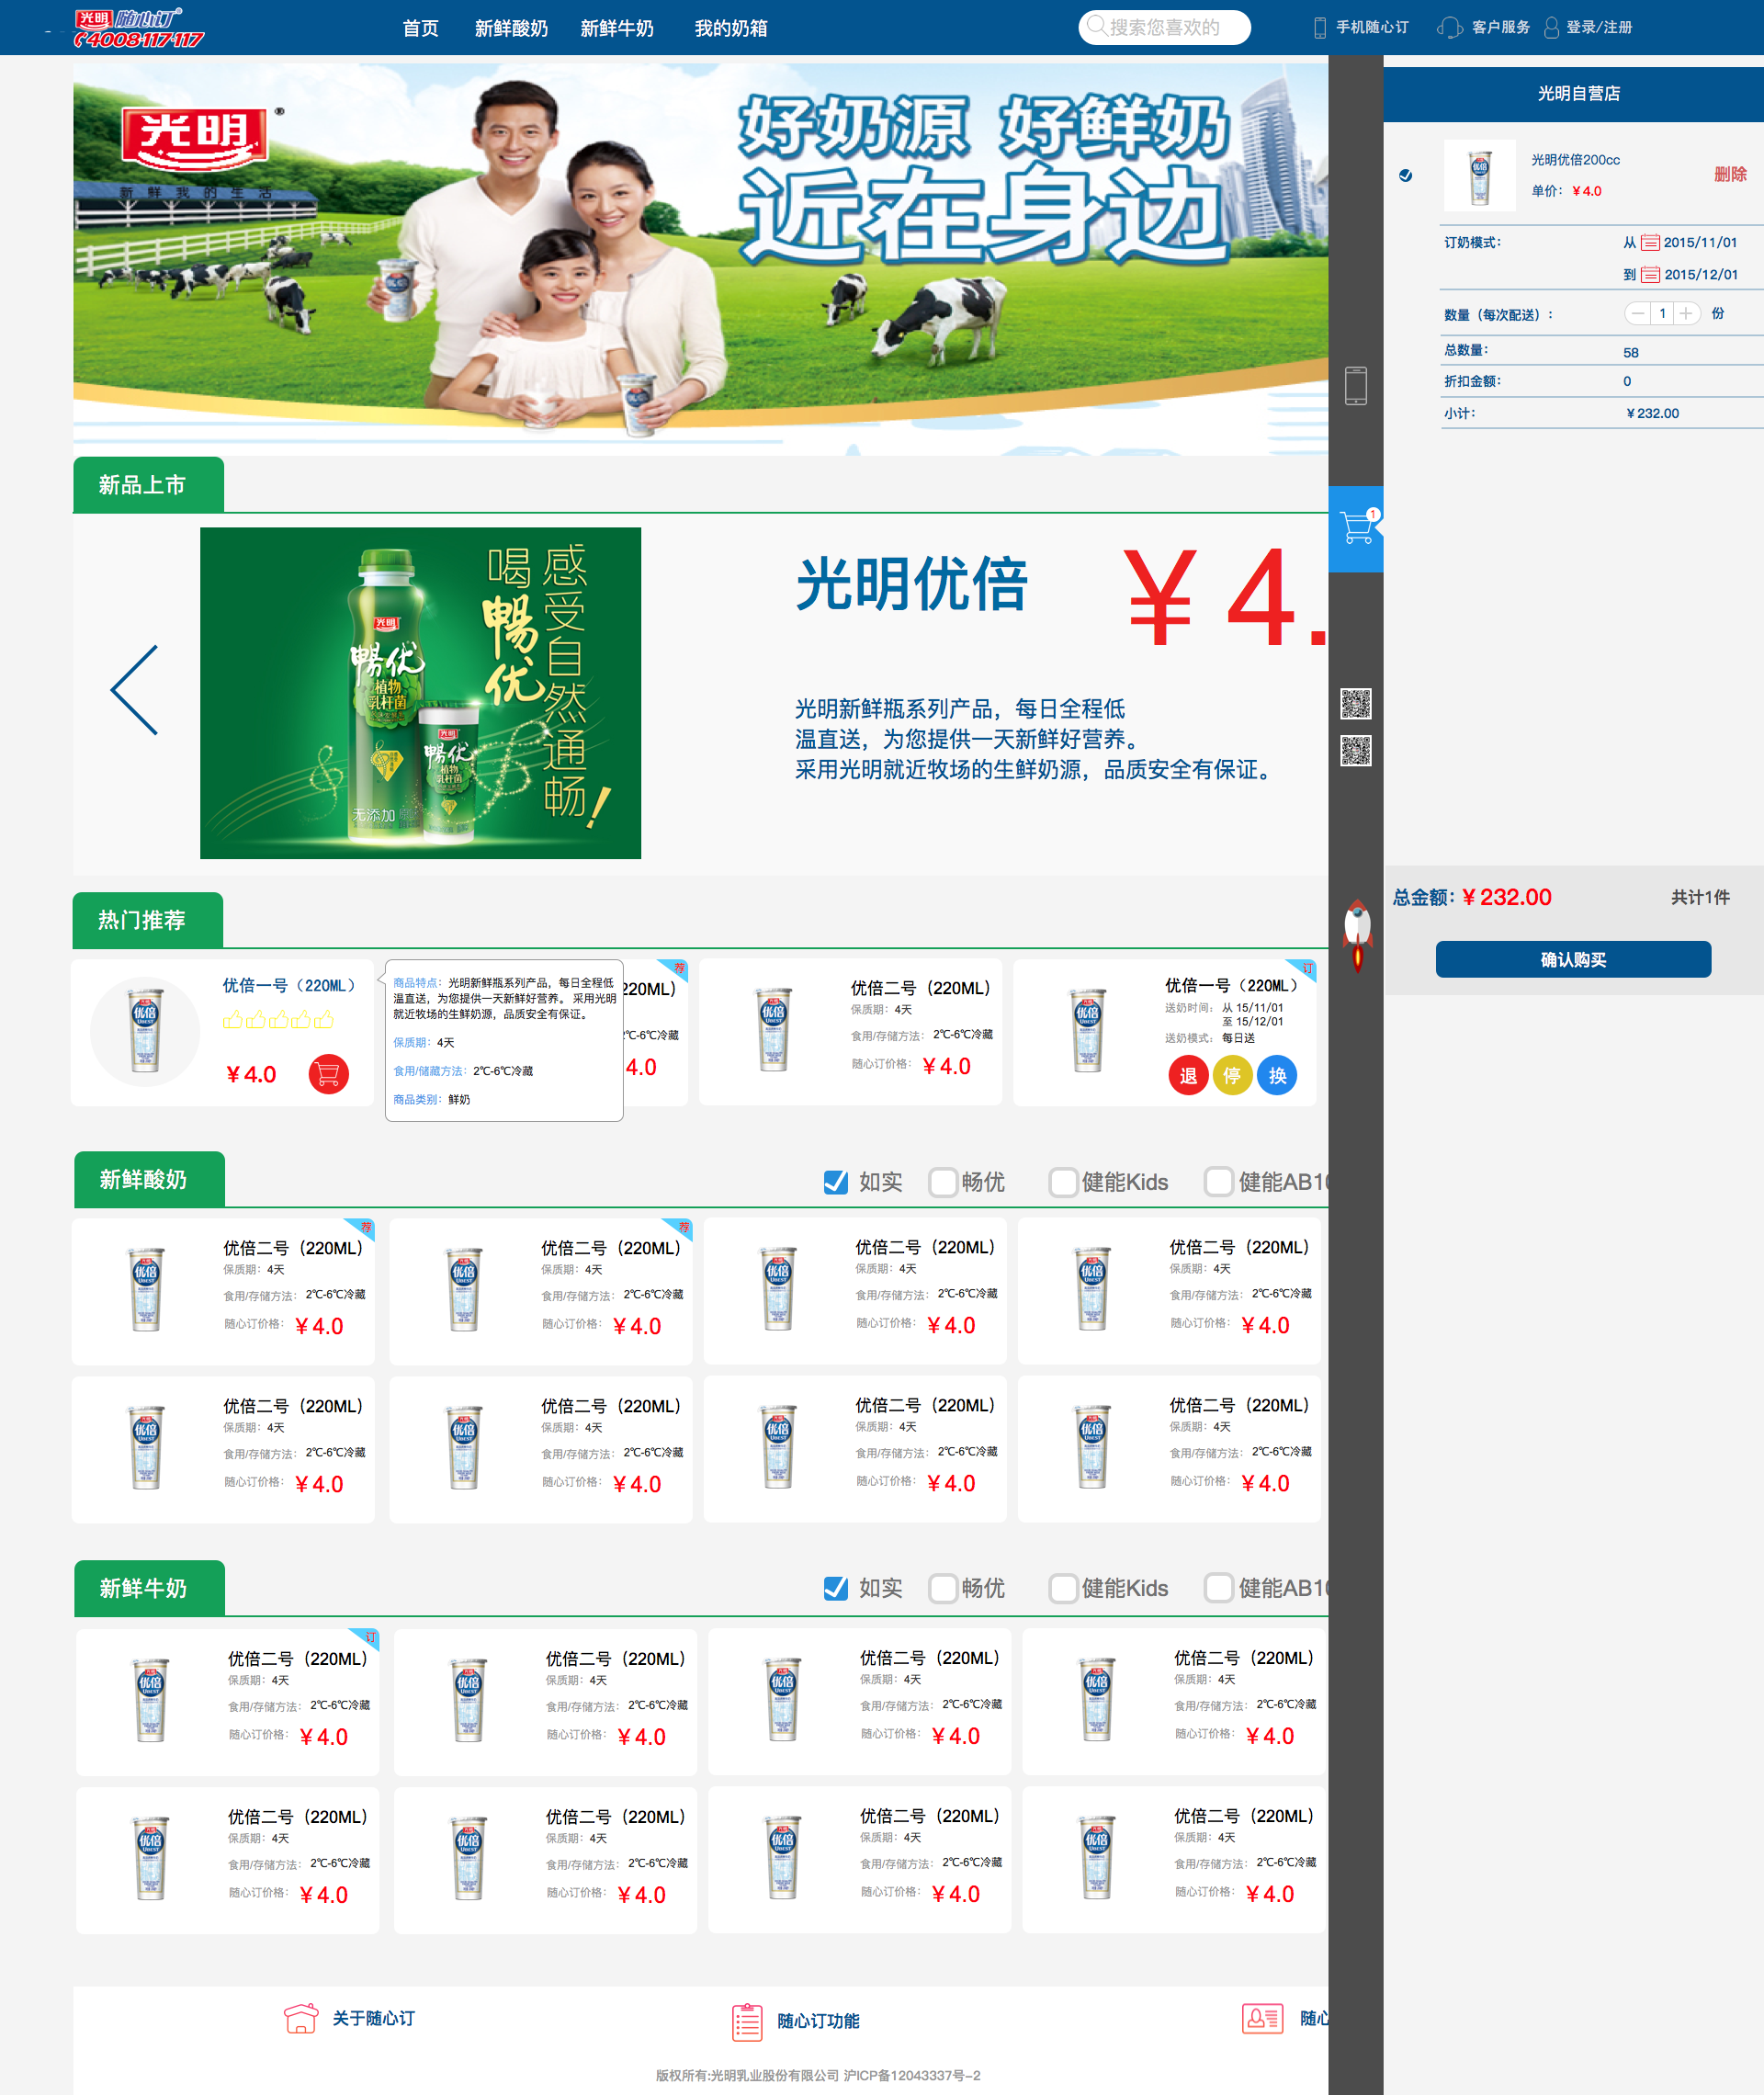 光明 随心订®
4008-117-117
首页 新鲜酸奶 新鲜牛奶 我的奶箱
搜索您喜欢的
手机随心订 客户服务 登录/注册
光明®
新鲜我的生活
好奶源 好鲜奶
近在身边
新品上市
感受自然通畅!
喝畅优
光明
畅优
植物
乳杆菌
无添加
光明
畅优
植物
乳杆菌
光明优倍
￥4.
光明新鲜瓶系列产品，每日全程低
温直送，为您提供一天新鲜好营养。
采用光明就近牧场的生鲜奶源，品质安全有保证。
热门推荐
优倍一号（220ML）
￥4.0
商品特点：光明新鲜瓶系列产品，每日全程低
温直送，为您提供一天新鲜好营养。 采用光明
就近牧场的生鲜奶源，品质安全有保证。
保质期：4天
食用/储藏方法：2℃-6℃冷藏
商品类别：鲜奶
荐
220ML）
2℃-6℃冷藏
4.0
优倍二号（220ML）
保质期：4天
食用/存储方法：2℃-6℃冷藏
随心订价格：￥4.0
订
优倍一号（220ML）
送奶时间： 从 15/11/01
至 15/12/01
送奶模式： 每日送
退 停 换
新鲜酸奶
如实 畅优 健能Kids 健能AB10
荐
优倍二号（220ML）
保质期：4天
食用/存储方法：2℃-6℃冷藏
随心订价格：￥4.0
荐
优倍二号（220ML）
保质期：4天
食用/存储方法：2℃-6℃冷藏
随心订价格：￥4.0
优倍二号（220ML）
保质期：4天
食用/存储方法：2℃-6℃冷藏
随心订价格：￥4.0
优倍二号（220ML）
保质期：4天
食用/存储方法：2℃-6℃冷藏
随心订价格：￥4.0
优倍二号（220ML）
保质期：4天
食用/存储方法：2℃-6℃冷藏
随心订价格：￥4.0
优倍二号（220ML）
保质期：4天
食用/存储方法：2℃-6℃冷藏
随心订价格：￥4.0
优倍二号（220ML）
保质期：4天
食用/存储方法：2℃-6℃冷藏
随心订价格：￥4.0
优倍二号（220ML）
保质期：4天
食用/存储方法：2℃-6℃冷藏
随心订价格：￥4.0
新鲜牛奶
如实 畅优 健能Kids 健能AB10
订
优倍二号（220ML）
保质期：4天
食用/存储方法：2℃-6℃冷藏
随心订价格：￥4.0
优倍二号（220ML）
保质期：4天
食用/存储方法：2℃-6℃冷藏
随心订价格：￥4.0
优倍二号（220ML）
保质期：4天
食用/存储方法：2℃-6℃冷藏
随心订价格：￥4.0
优倍二号（220ML）
保质期：4天
食用/存储方法：2℃-6℃冷藏
随心订价格：￥4.0
优倍二号（220ML）
保质期：4天
食用/存储方法：2℃-6℃冷藏
随心订价格：￥4.0
优倍二号（220ML）
保质期：4天
食用/存储方法：2℃-6℃冷藏
随心订价格：￥4.0
优倍二号（220ML）
保质期：4天
食用/存储方法：2℃-6℃冷藏
随心订价格：￥4.0
优倍二号（220ML）
保质期：4天
食用/存储方法：2℃-6℃冷藏
随心订价格：￥4.0
关于随心订 随心订功能 随心
版权所有:光明乳业股份有限公司 沪ICP备12043337号-2
1
光明自营店
光明优倍200cc
单价：￥4.0
删除
订奶模式： 从 2015/11/01
到 2015/12/01
数量（每次配送）： 1 份
总数量： 58
折扣金额： 0
小计： ￥232.00
总金额：￥232.00 共计1件
确认购买